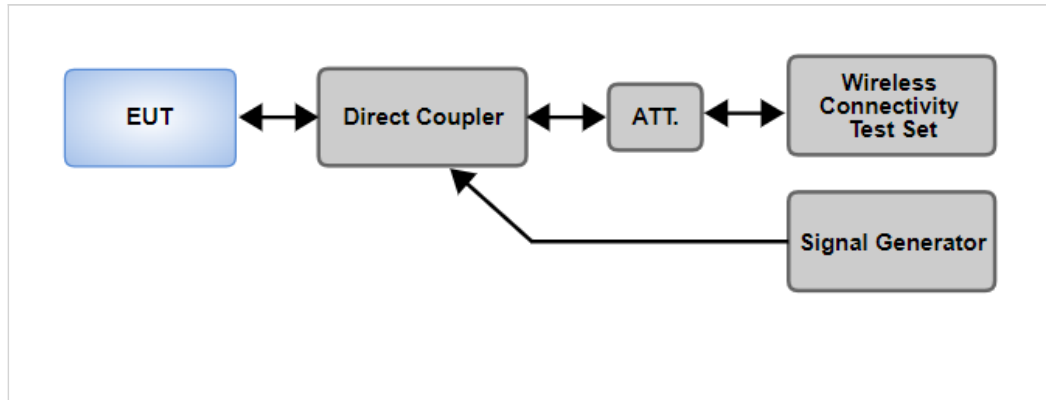 EUT
Direct Coupler
ATT.
Wireless
Connectivity
Test Set
Signal Generator